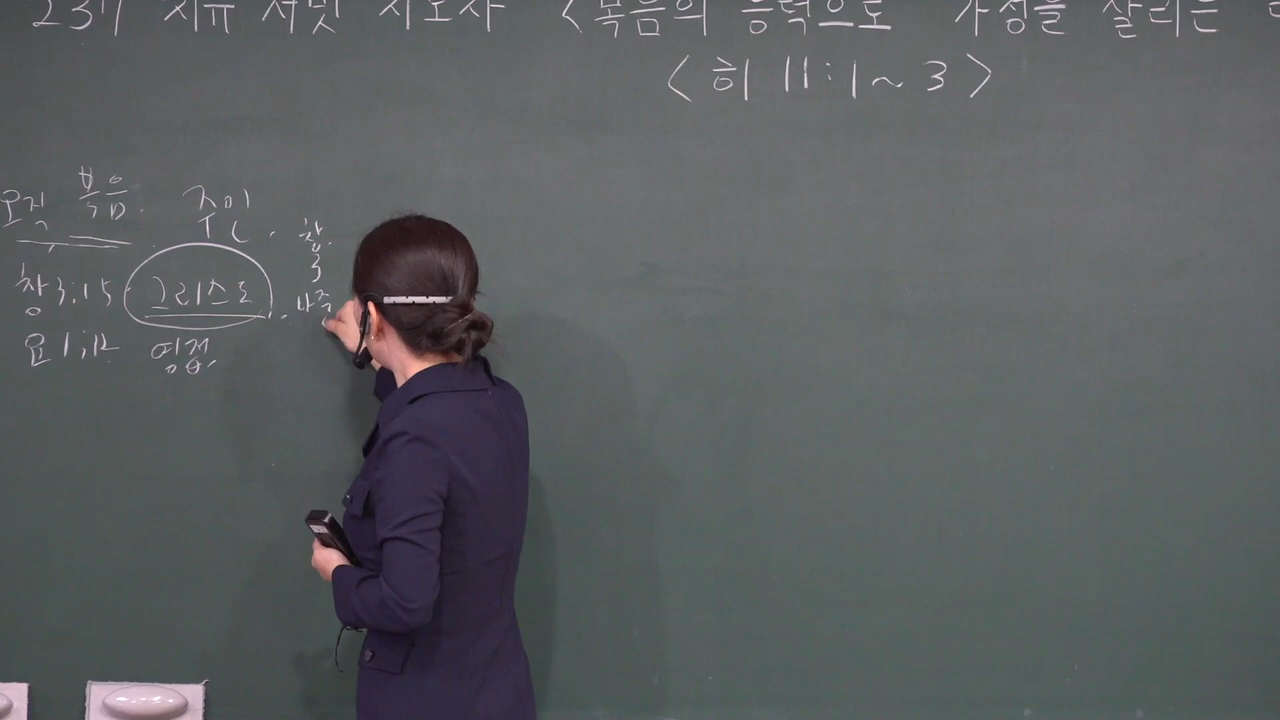 237 치유 서밋 지도자 <복음의 능력으로 가정을 살리는
<히 11:1~3>
오직 복음. 주인.
창
3
창 3:15 그리스도.
요 1:12 영접.